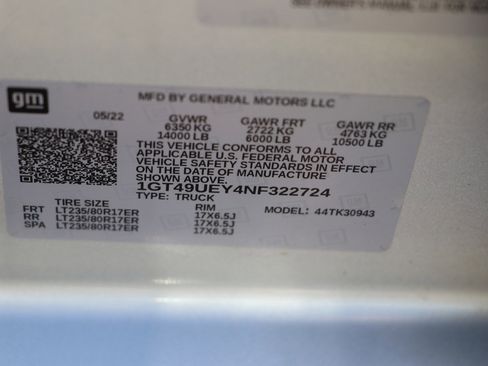 gm
MFD BY GENERAL MOTORS LLC
05/22
GVWR GAWR FRT GAWR RR
6350 KG 2722 KG 4763 KG
14000 LB 6000 LB 10500 LB
THIS VEHICLE CONFORMS TO ALL
APPLICABLE U.S. FEDERAL MOTOR
VEHICLE SAFETY STANDARDS IN EFFECT
ON THE DATE OF MANUFACTURE
SHOWN ABOVE.
1GT49UEY4NF322724
TYPE: TRUCK
TIRE SIZE RIM MODEL: 44TK30943
FRT LT235/80R17ER 17X6.5J
RR LT235/80R17ER 17X6.5J
SPA LT235/80R17ER 17X6.5J